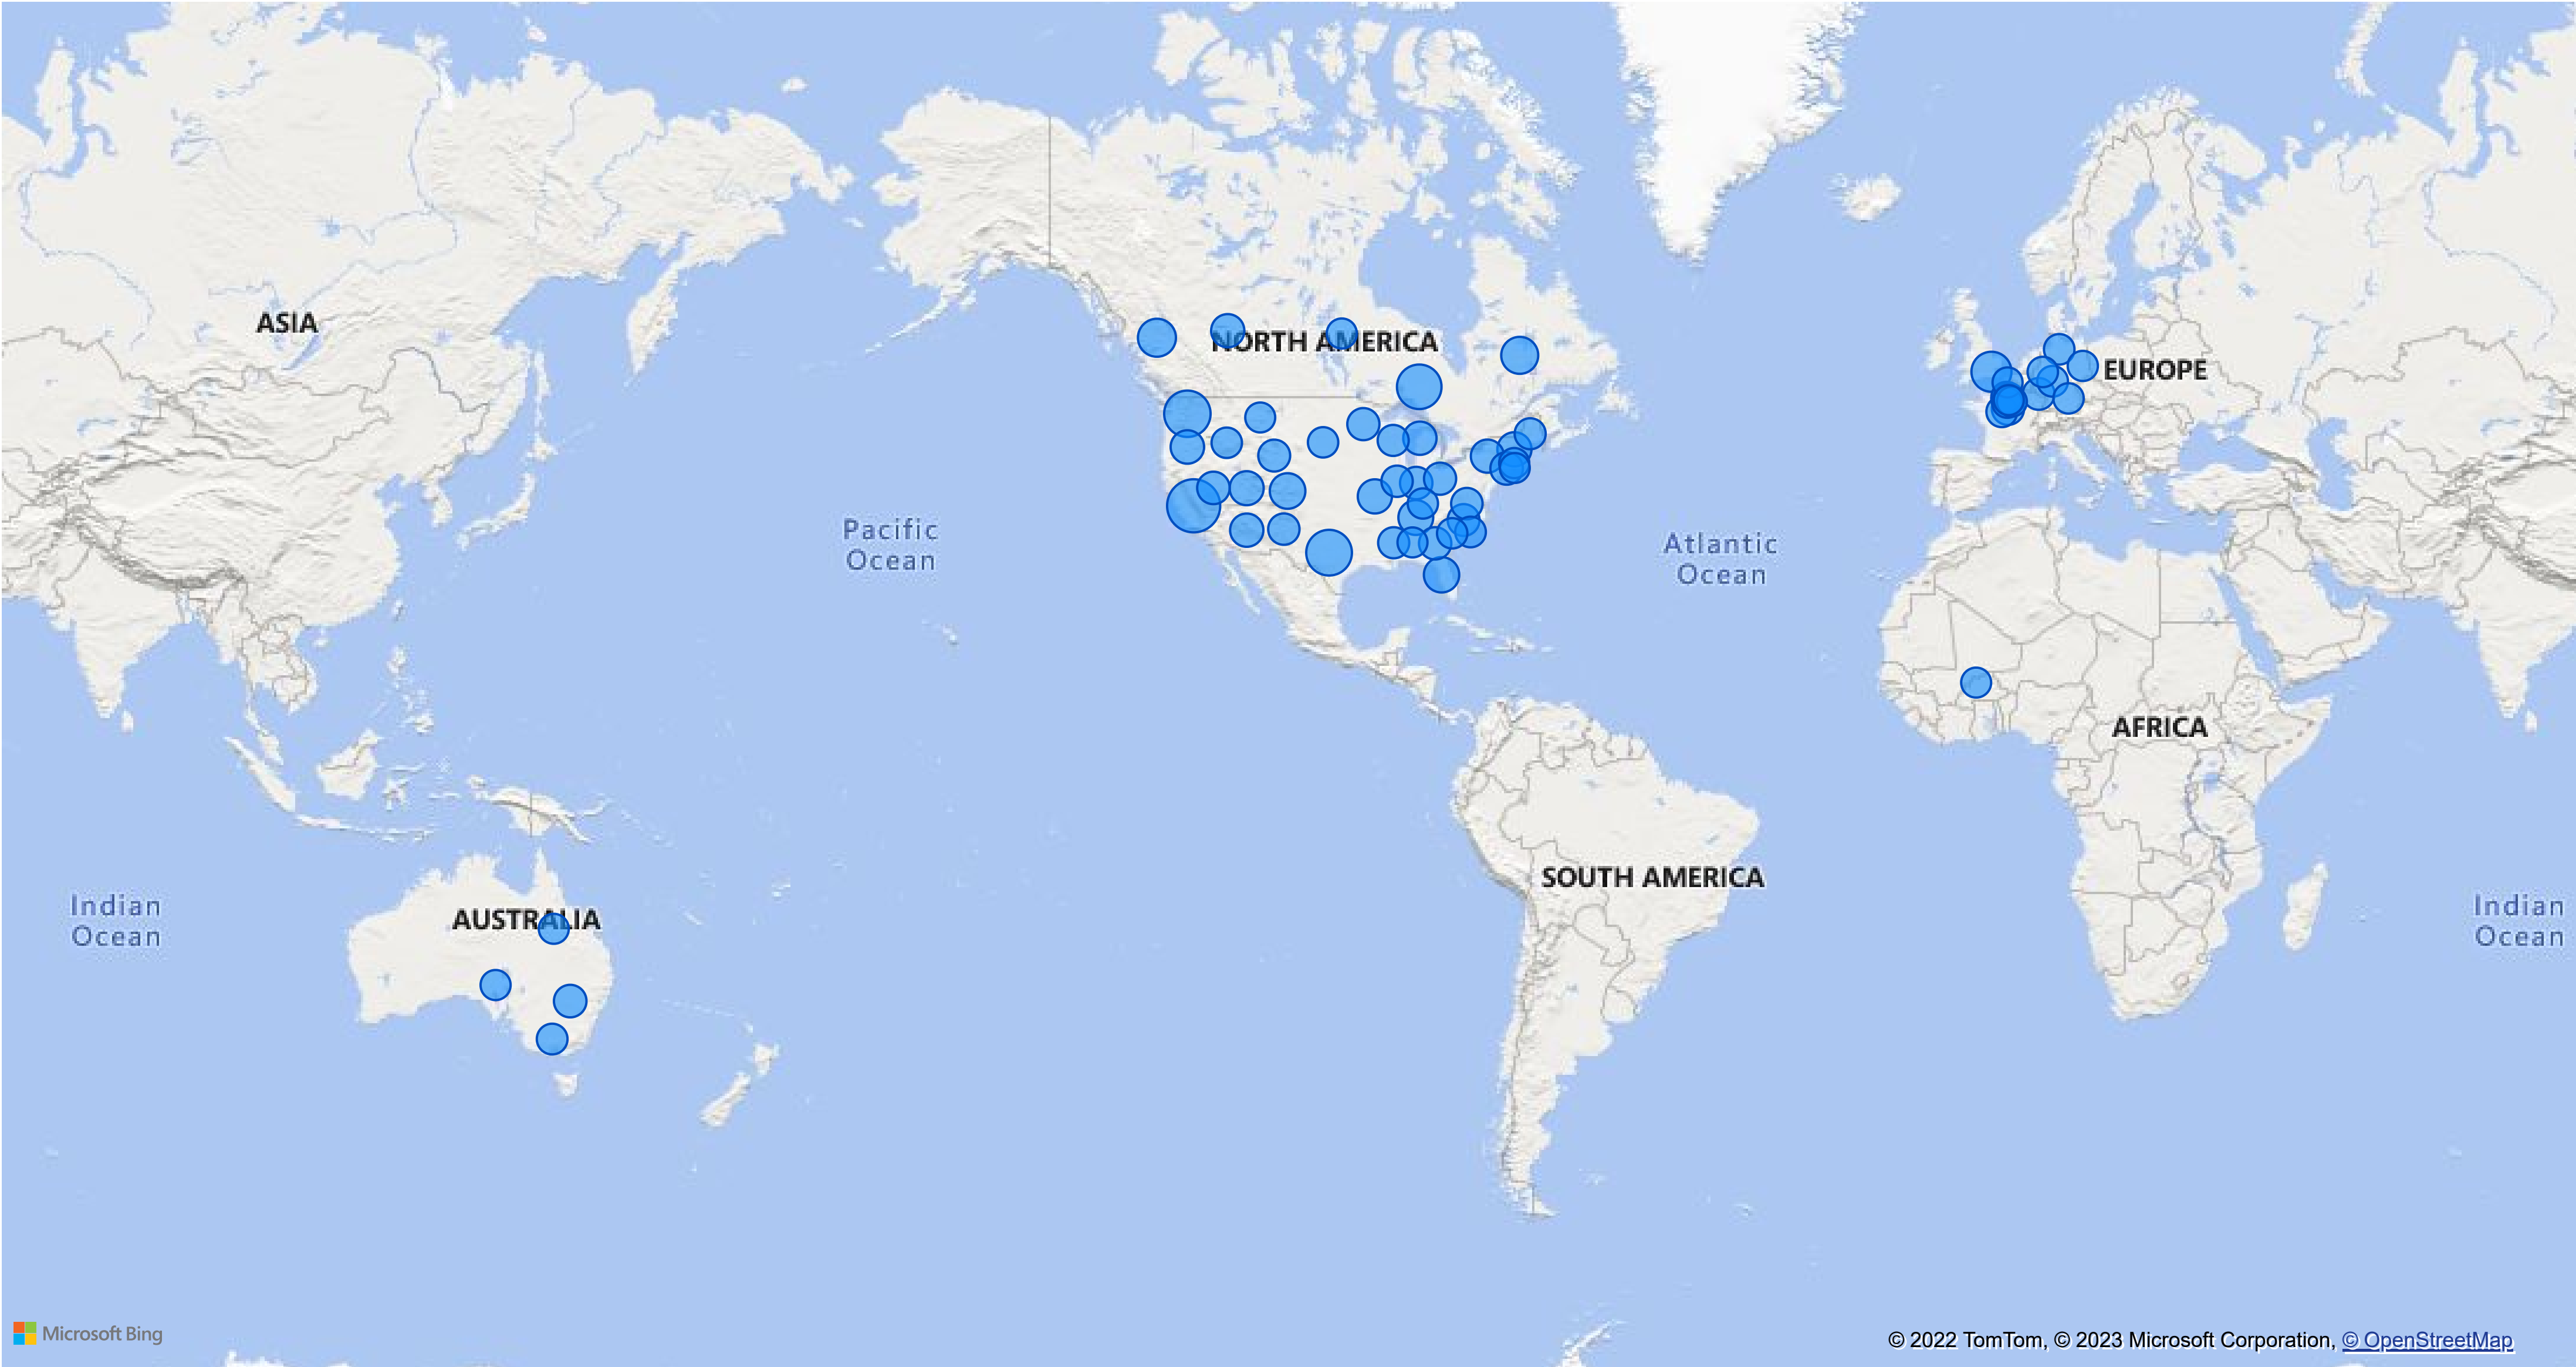 ASIA
NORTH AMERICA
EUROPE
Pacific
Ocean
Atlantic
Ocean
AFRICA
SOUTH AMERICA
Indian
Ocean
AUSTRALIA
Indian
Ocean
Microsoft Bing
© 2022 TomTom, © 2023 Microsoft Corporation, © OpenStreetMap